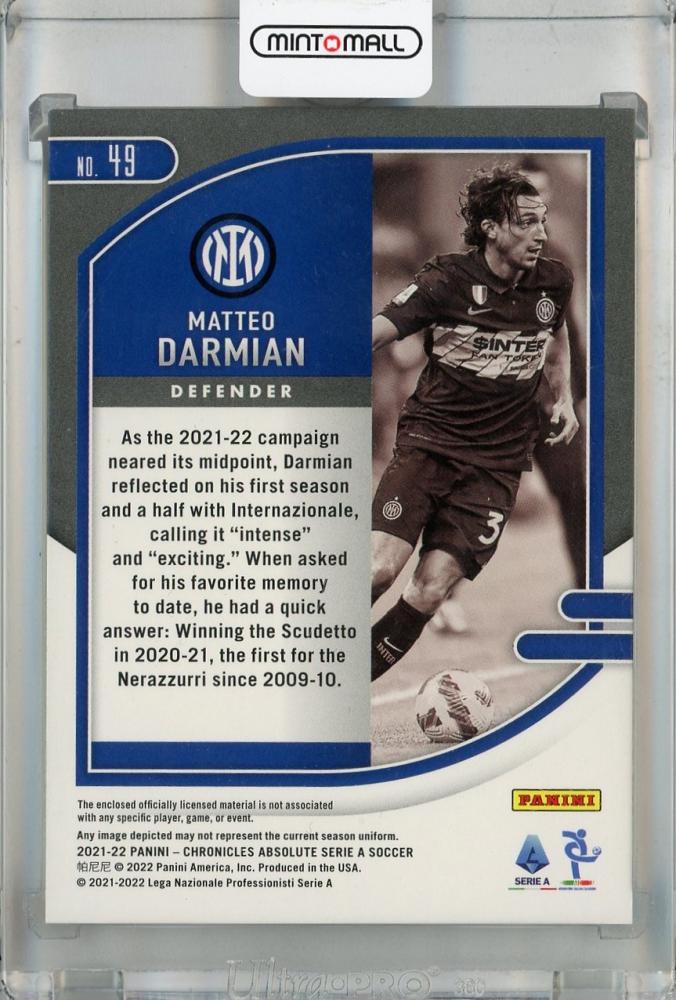 MINTMALL
NO. 49
MATTEO
DARMIAN
DEFENDER
As the 2021-22 campaign
neared its midpoint, Darmian
reflected on his first season
and a half with Internazionale,
calling it “intense”
and “exciting.” When asked
for his favorite memory
to date, he had a quick
answer: Winning the Scudetto
in 2020-21, the first for the
Nerazzurri since 2009-10.
$INTER
FAN TOKEN
3
INTER
The enclosed officially licensed material is not associated
with any specific player, game, or event.
Any image depicted may not represent the current season uniform.
2021-22 PANINI – CHRONICLES ABSOLUTE SERIE A SOCCER
帕尼尼 © 2022 Panini America, Inc. Produced in the USA.
© 2021-2022 Lega Nazionale Professionisti Serie A
PANINI
SERIE A
Ultra·PRO®